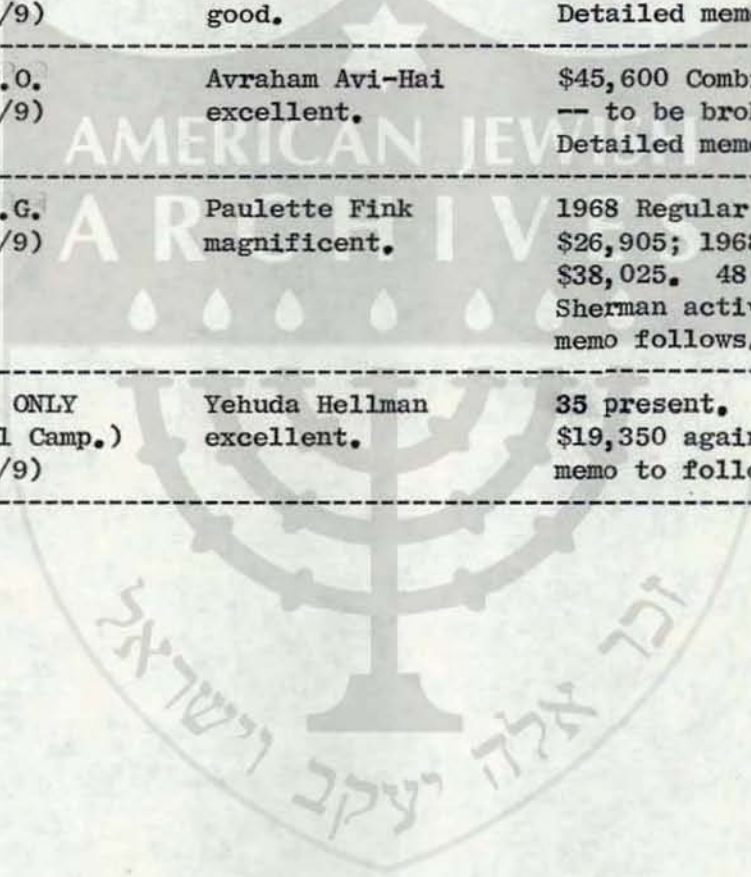 /9) good. Detailed mem
.O. Avraham Avi-Hai $45,600 Comb
/9) excellent. -- to be bro
Detailed mem
.G. Paulette Fink 1968 Regular
/9) magnificent. $26,905; 196
$38,025. 48
Sherman acti
memo follows
ONLY Yehuda Hellman 35 present.
l Camp.) excellent. $19,350 agai
/9) memo to foll
AMERICAN JEWISH
ARCHIVES
זכר אלה יעקב וישראל